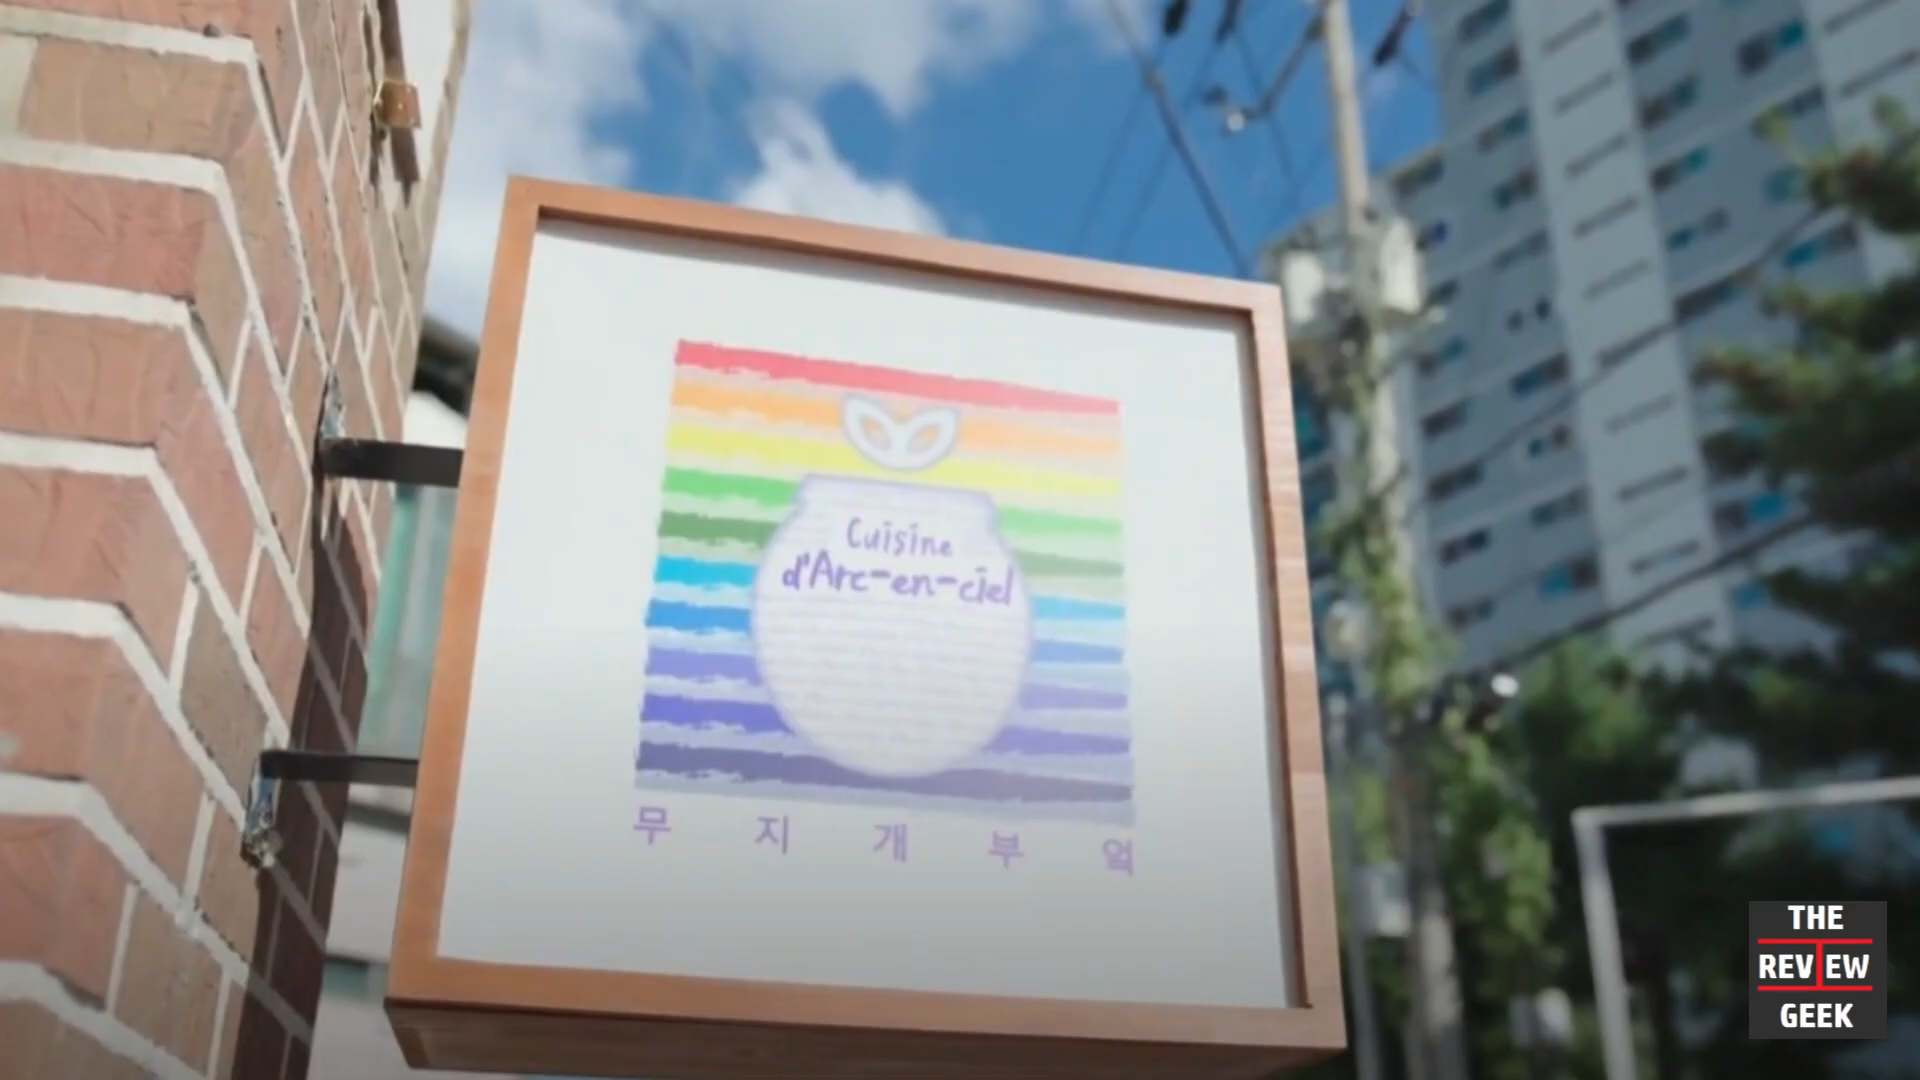 Cuisine
d'Arc-en-ciel
무지개부엌
THE
REVIEW
GEEK